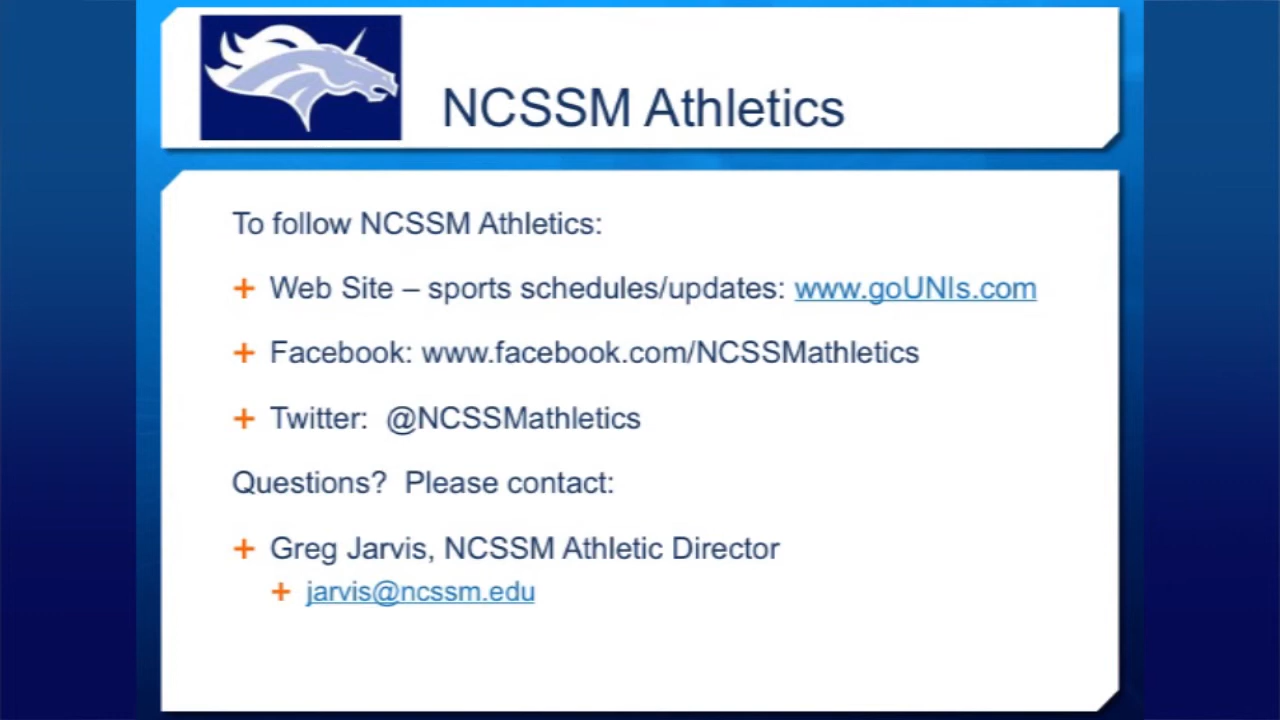 NCSSM Athletics
To follow NCSSM Athletics:
+ Web Site – sports schedules/updates: www.goUNIs.com
+ Facebook: www.facebook.com/NCSSMathletics
+ Twitter:  @NCSSMathletics
Questions?  Please contact:
+ Greg Jarvis, NCSSM Athletic Director
+ jarvis@ncssm.edu